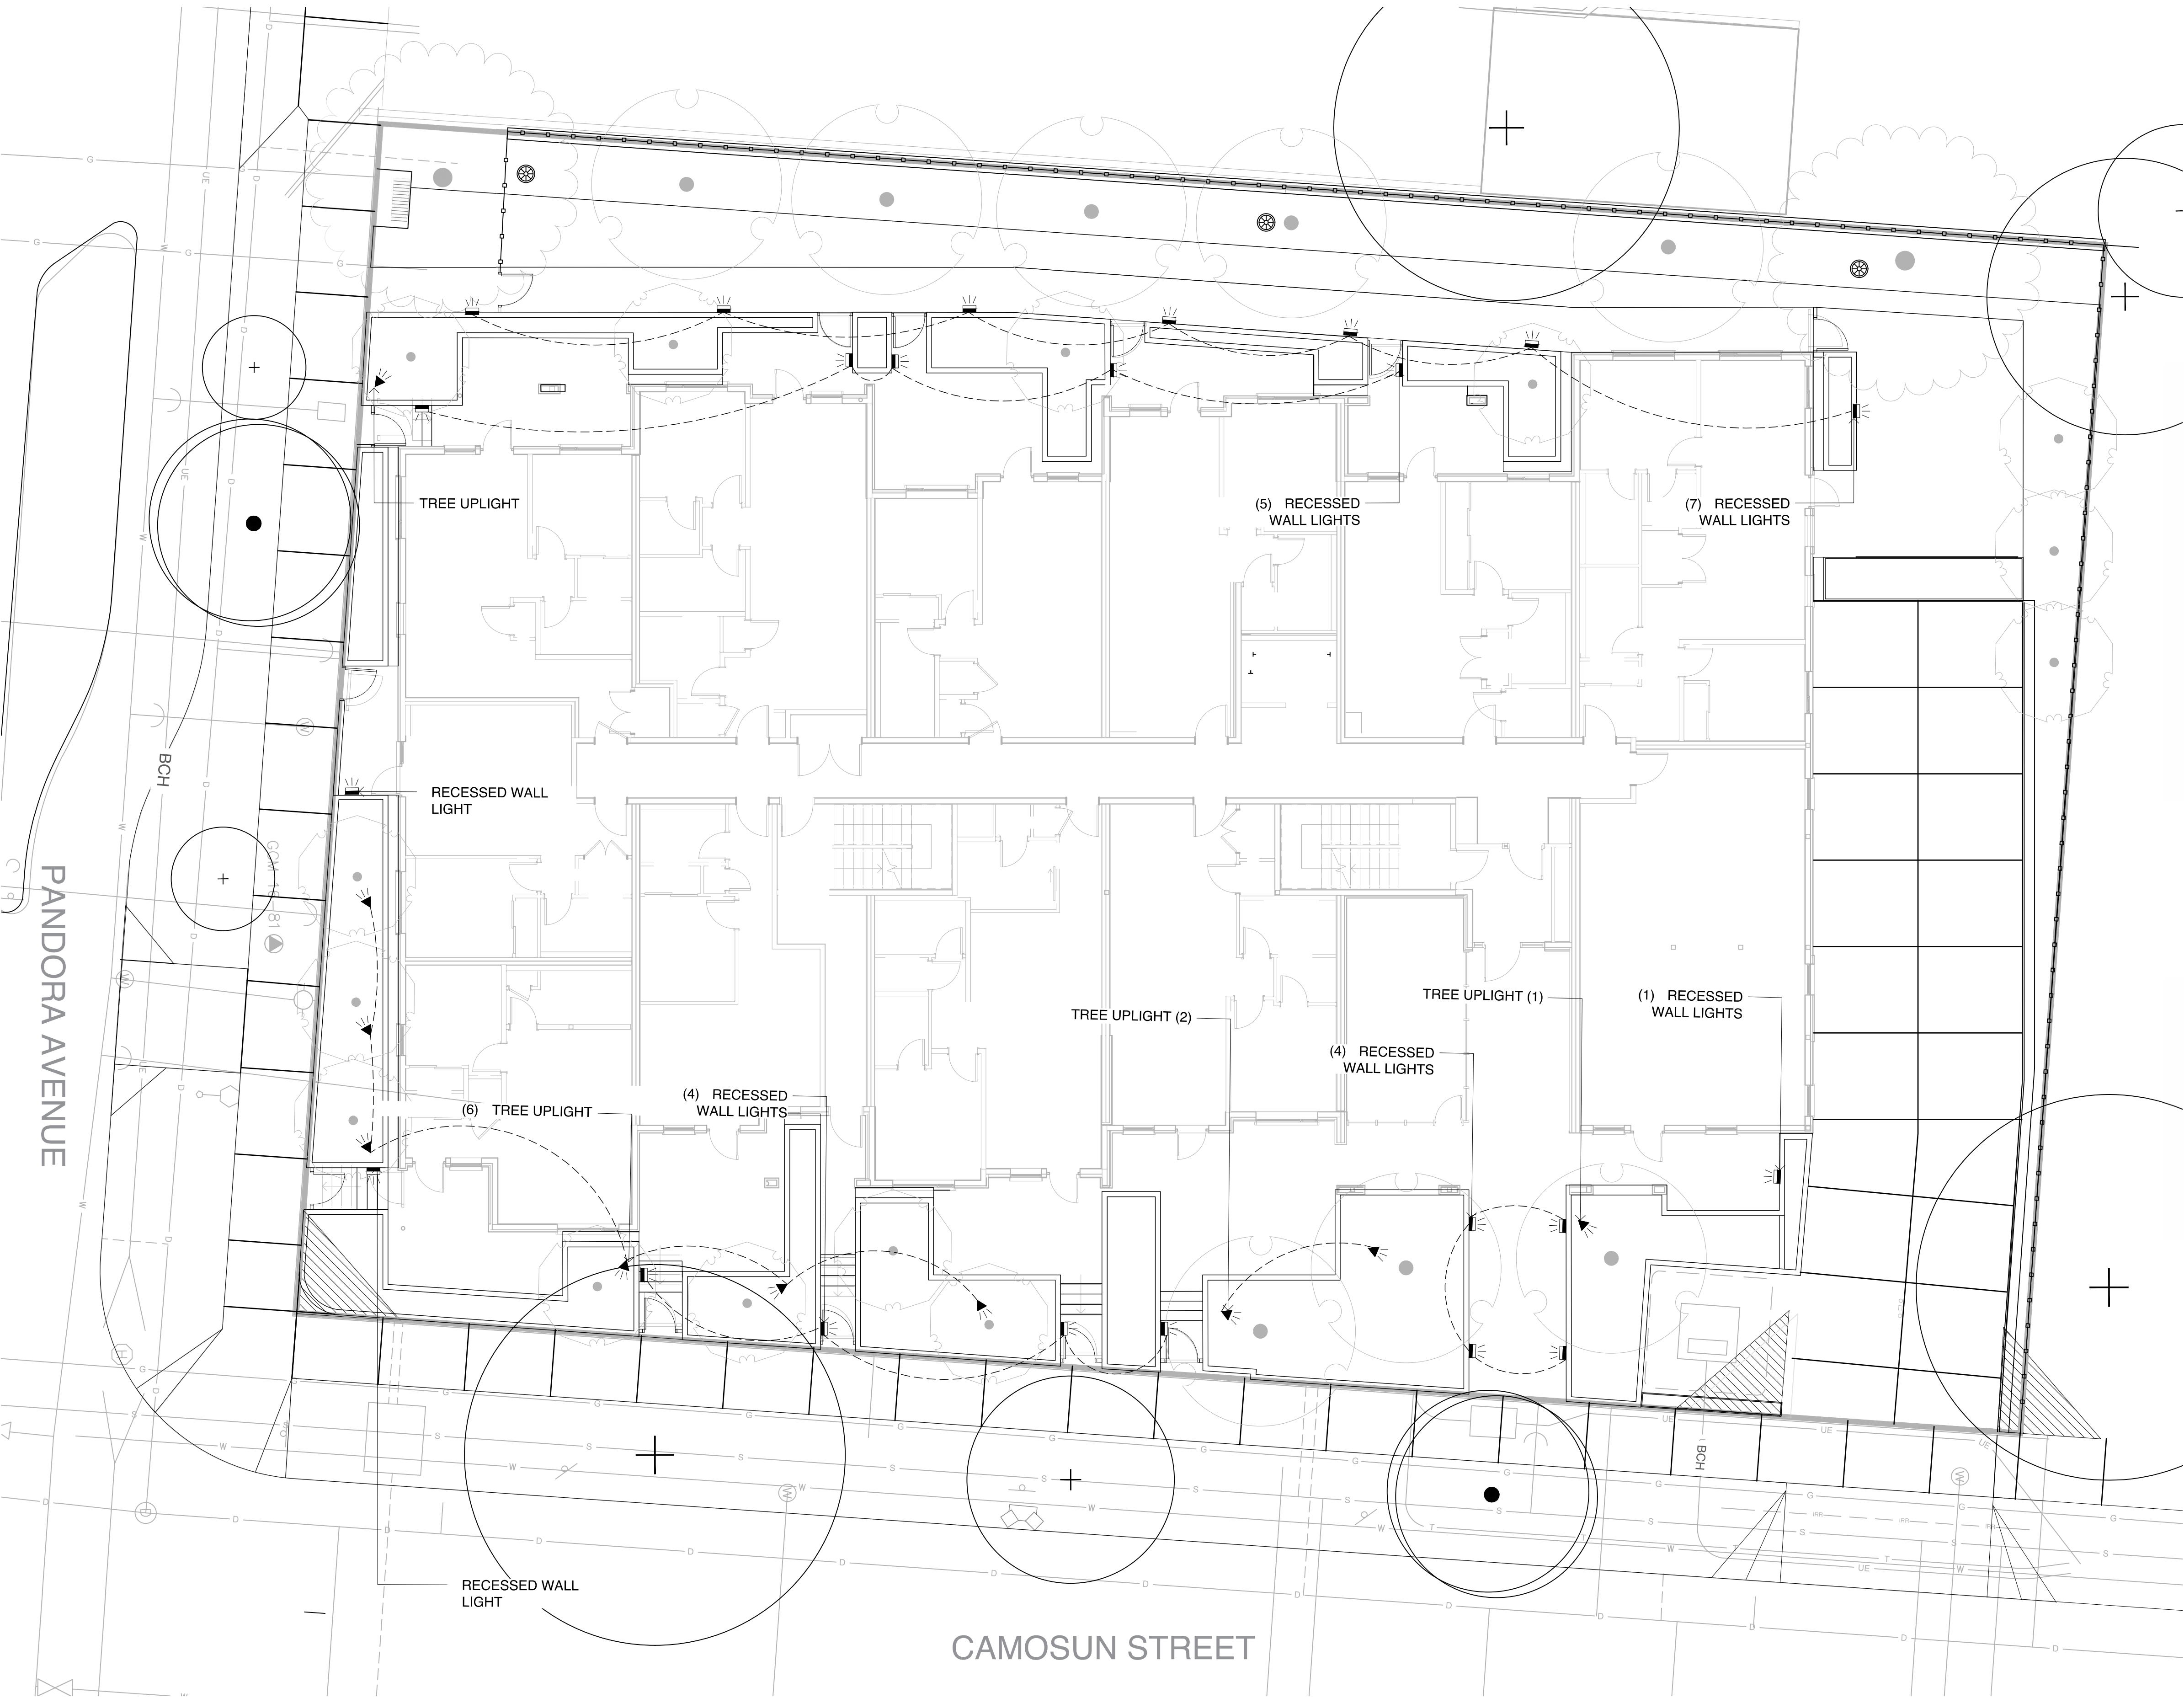 TREE UPLIGHT
(5) RECESSED
WALL LIGHTS
(7) RECESSED
WALL LIGHTS
BCH
RECESSED WALL
LIGHT
PANDORA AVENUE
TREE UPLIGHT (2)
TREE UPLIGHT (1)
(1) RECESSED
WALL LIGHTS
(4) RECESSED
WALL LIGHTS
(6) TREE UPLIGHT
(4) RECESSED
WALL LIGHTS
BCH
RECESSED WALL
LIGHT
CAMOSUN STREET